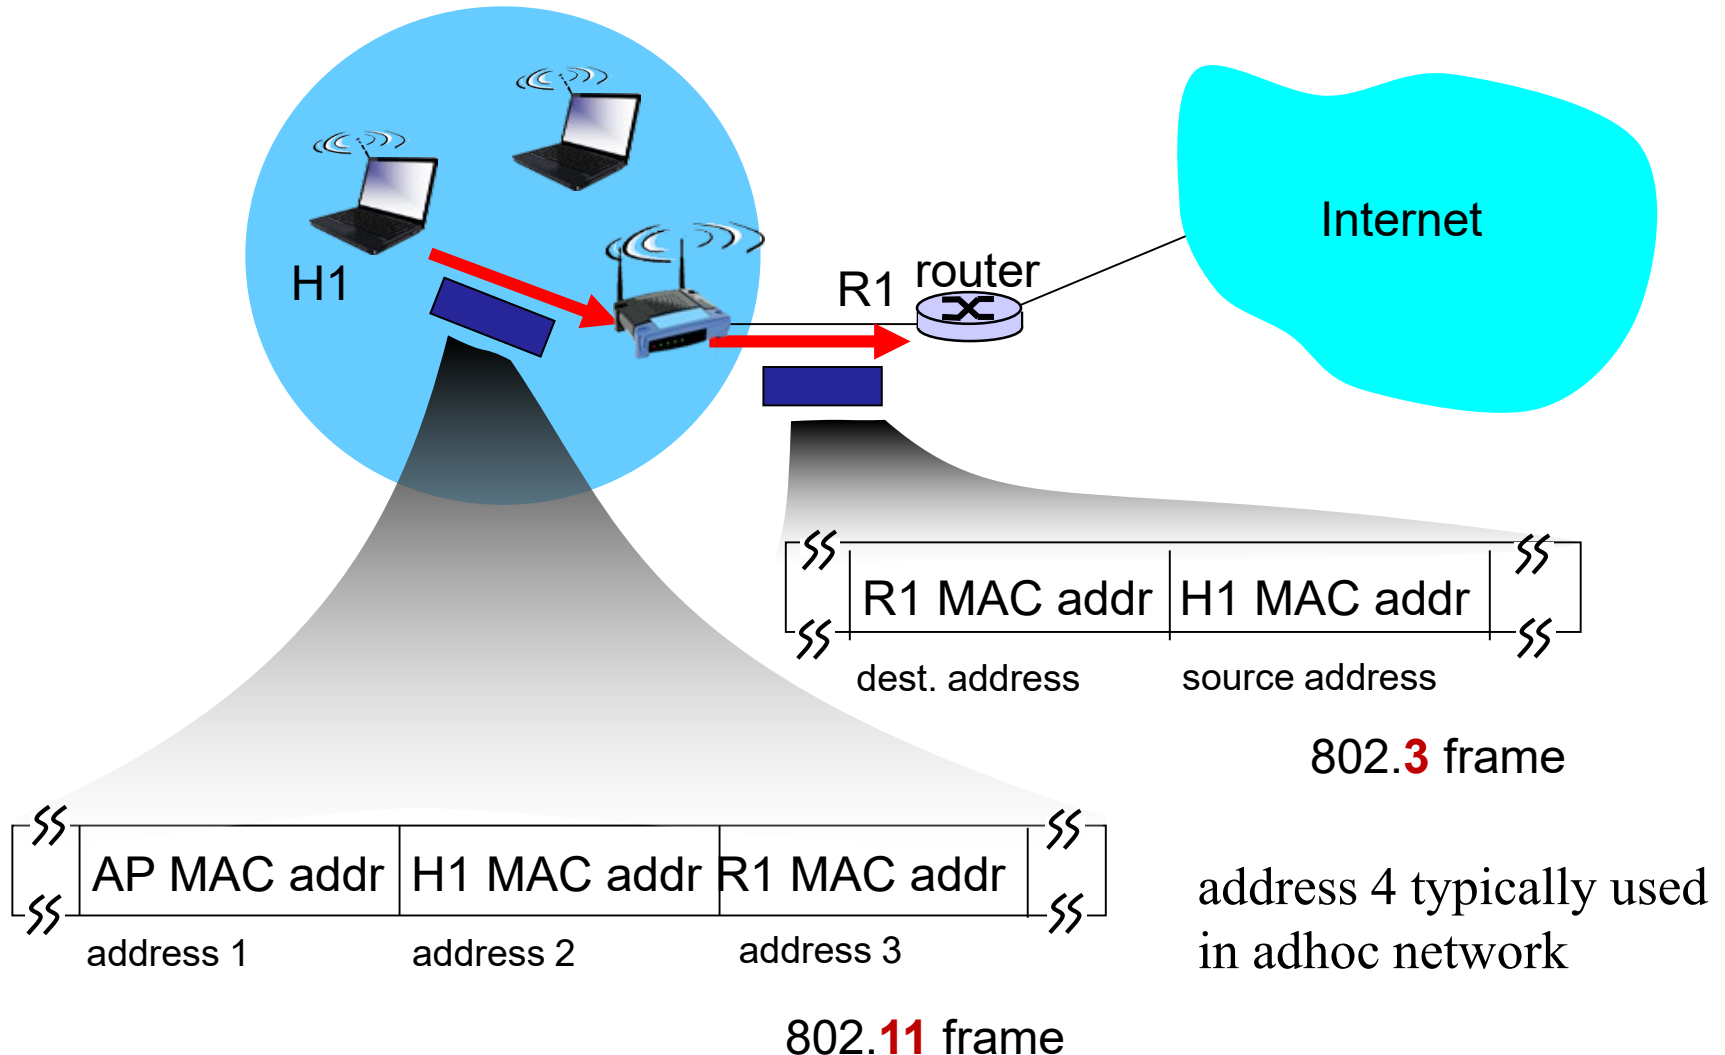 Internet
router
R1
H1
R1 MAC addr
H1 MAC addr
dest. address
source address
802.3 frame
AP MAC addr
H1 MAC addr
R1 MAC addr
address 1
address 2
address 3
address 4 typically used
in adhoc network
802.11 frame